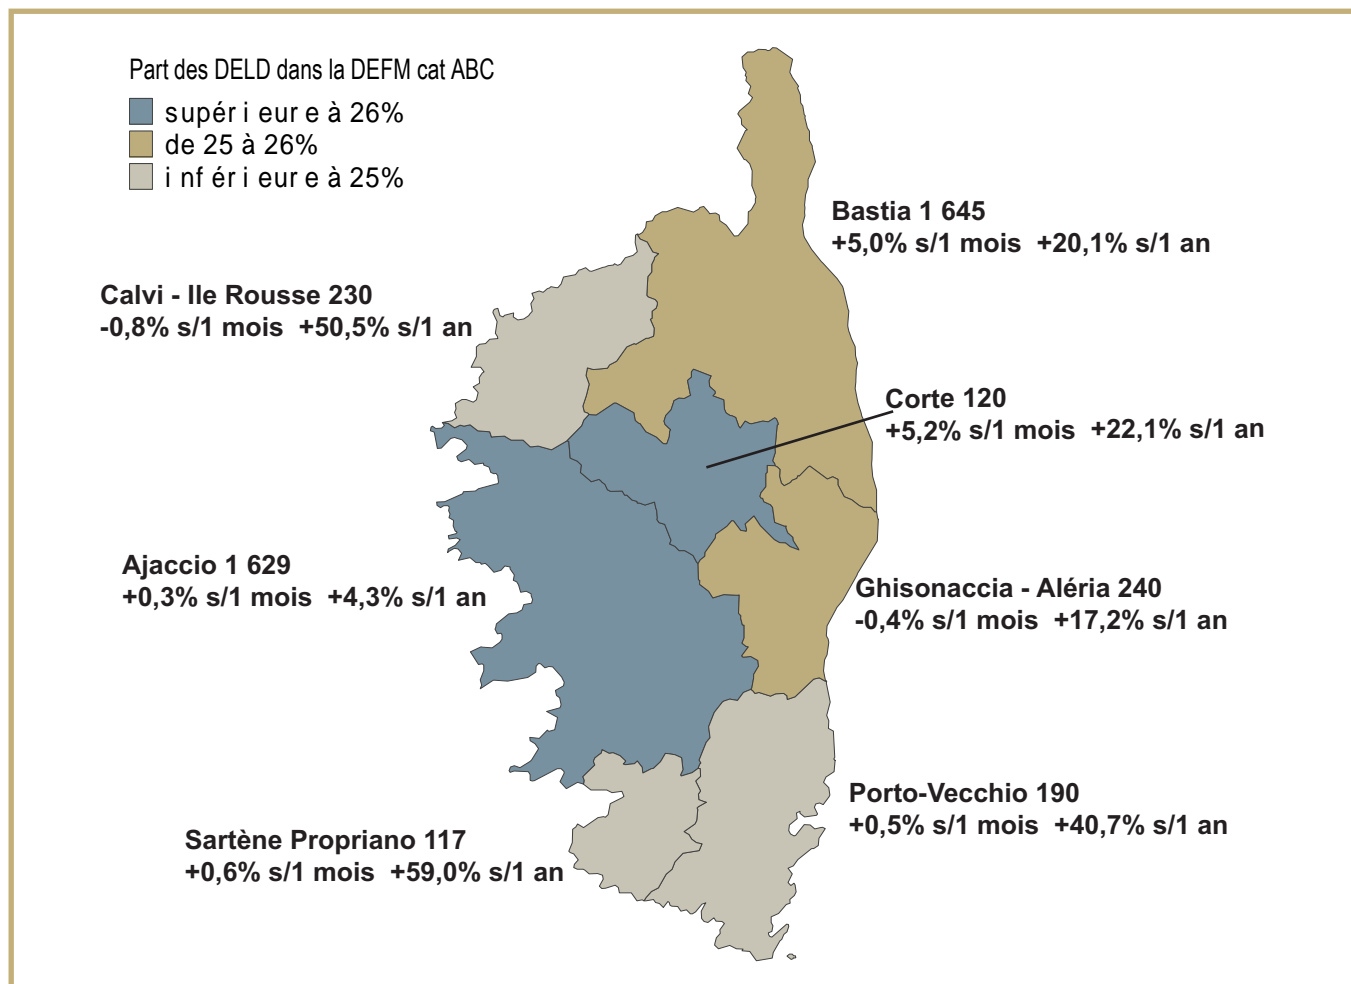 Part des DELD dans la DEFM cat ABC
supérieure à 26%
de 25 à 26%
inférieure à 25%
Bastia 1 645
+5,0% s/1 mois +20,1% s/1 an
Calvi - Ile Rousse 230
-0,8% s/1 mois +50,5% s/1 an
Corte 120
+5,2% s/1 mois +22,1% s/1 an
Ajaccio 1 629
+0,3% s/1 mois +4,3% s/1 an
Ghisonaccia - Aléria 240
-0,4% s/1 mois +17,2% s/1 an
Porto-Vecchio 190
+0,5% s/1 mois +40,7% s/1 an
Sartène Propriano 117
+0,6% s/1 mois +59,0% s/1 an